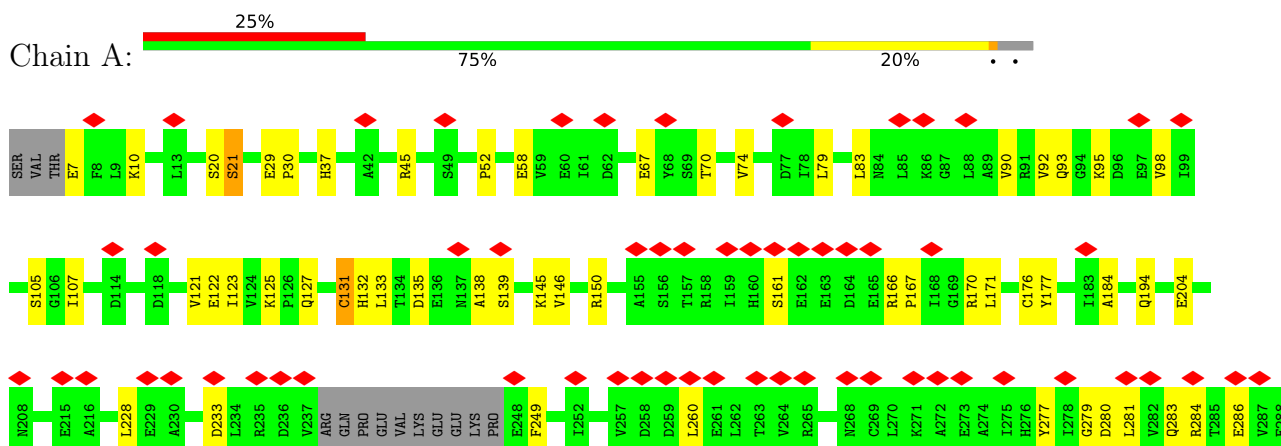 25%
Chain A:
75% 20% • •
SER VAL THR E7 F8 L9 K10 L13 S20 S21 E29 P30 H37 A42 R45 S49 P52 E58 V59 E60 I61 D62 E67 Y68 S69 T70 V74 D77 I78 L79 L83 N84 L85 K86 G87 L88 A89 V90 R91 V92 Q93 G94 K95 D96 E97 V98 I99
S105 G106 I107 D114 D118 V121 E122 I123 V124 K125 P126 Q127 C131 H132 L133 T134 D135 E136 N137 A138 S139 K145 V146 R150 A155 S156 T157 R158 I159 H160 S161 E162 E163 D164 E165 R166 P167 I168 G169 R170 L171 C176 Y177 I183 A184 Q194 E204
N208 E215 A216 L228 E229 A230 D233 L234 R235 D236 V237 ARG GLN PRO GLU VAL LYS GLU GLU LYS PRO E248 F249 I252 V257 D258 D259 L260 E261 L262 T263 V264 R265 N268 C269 L270 K271 A272 E273 A274 I275 H276 Y277 I278 G279 D280 L281 V282 Q283 R284 T285 E286 V287